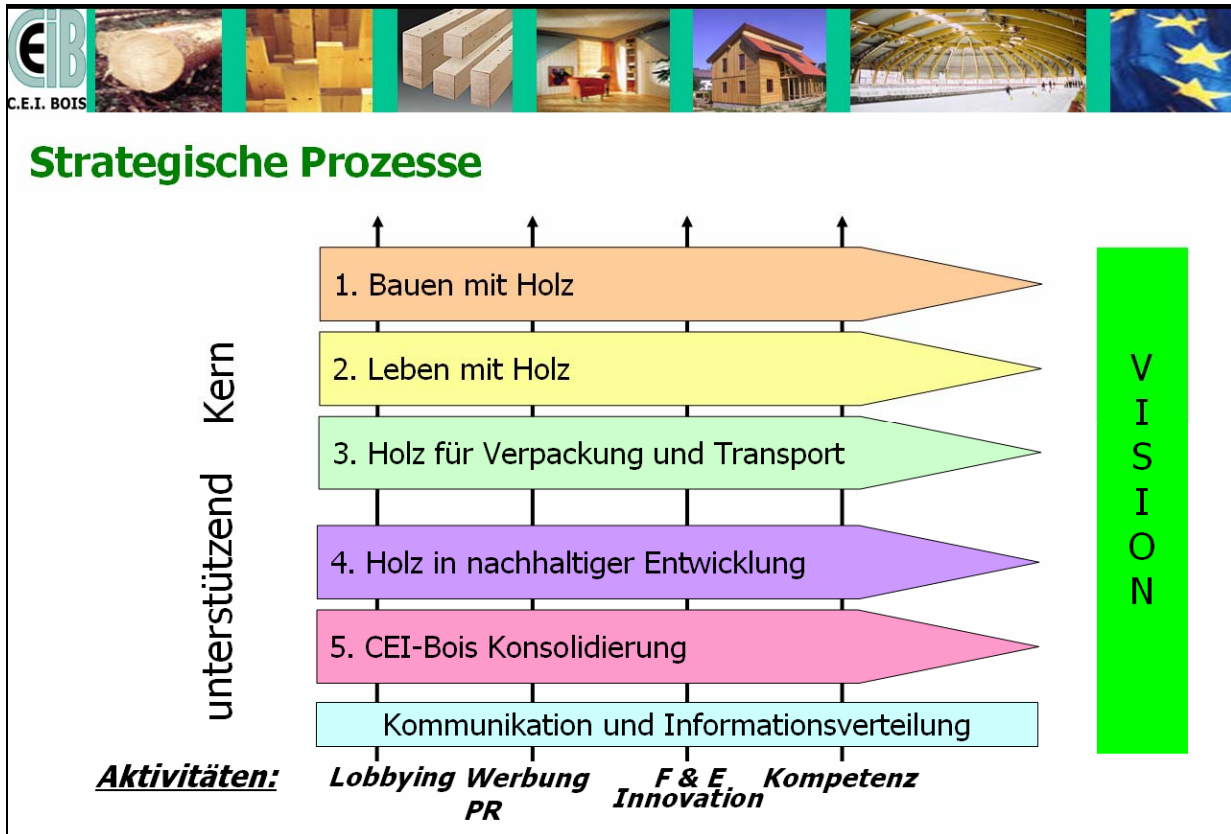 CEIB
C.E.I. BOIS
Strategische Prozesse
Kern
1. Bauen mit Holz
2. Leben mit Holz
3. Holz für Verpackung und Transport
unterstützend
4. Holz in nachhaltiger Entwicklung
5. CEI-Bois Konsolidierung
Kommunikation und Informationsverteilung
VISION
Aktivitäten:
Lobbying
Werbung
PR
F & E
Innovation
Kompetenz